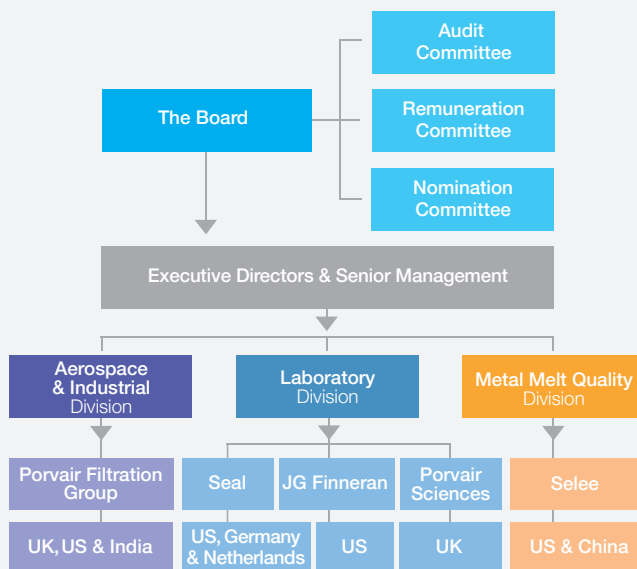 Audit
Committee
The Board
Remuneration
Committee
Nomination
Committee
Executive Directors & Senior Management
Aerospace
& Industrial
Division
Laboratory
Division
Metal Melt Quality
Division
Porvair Filtration
Group
Seal
JG Finneran
Porvair
Sciences
Selee
UK, US & India
US, Germany
& Netherlands
US
UK
US & China